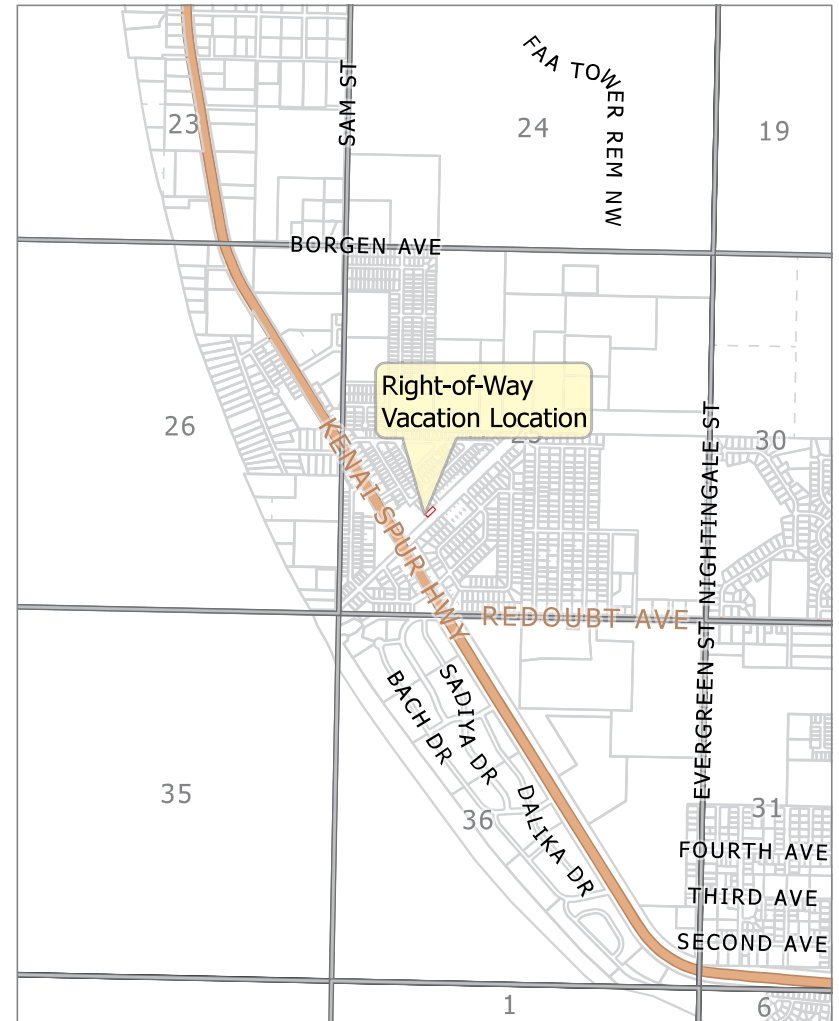 FAA TOWER REM NW
SAM ST
23
24
19
BORGEN AVE
Right-of-Way
Vacation Location
26
25
30
KENAI SPUR HWY
NIGHTINGALE ST
REDOUBT AVE
EVERGREEN ST
BACH DR
SADIYA DR
DALIKA DR
35
36
31
FOURTH AVE
THIRD AVE
SECOND AVE
1
6